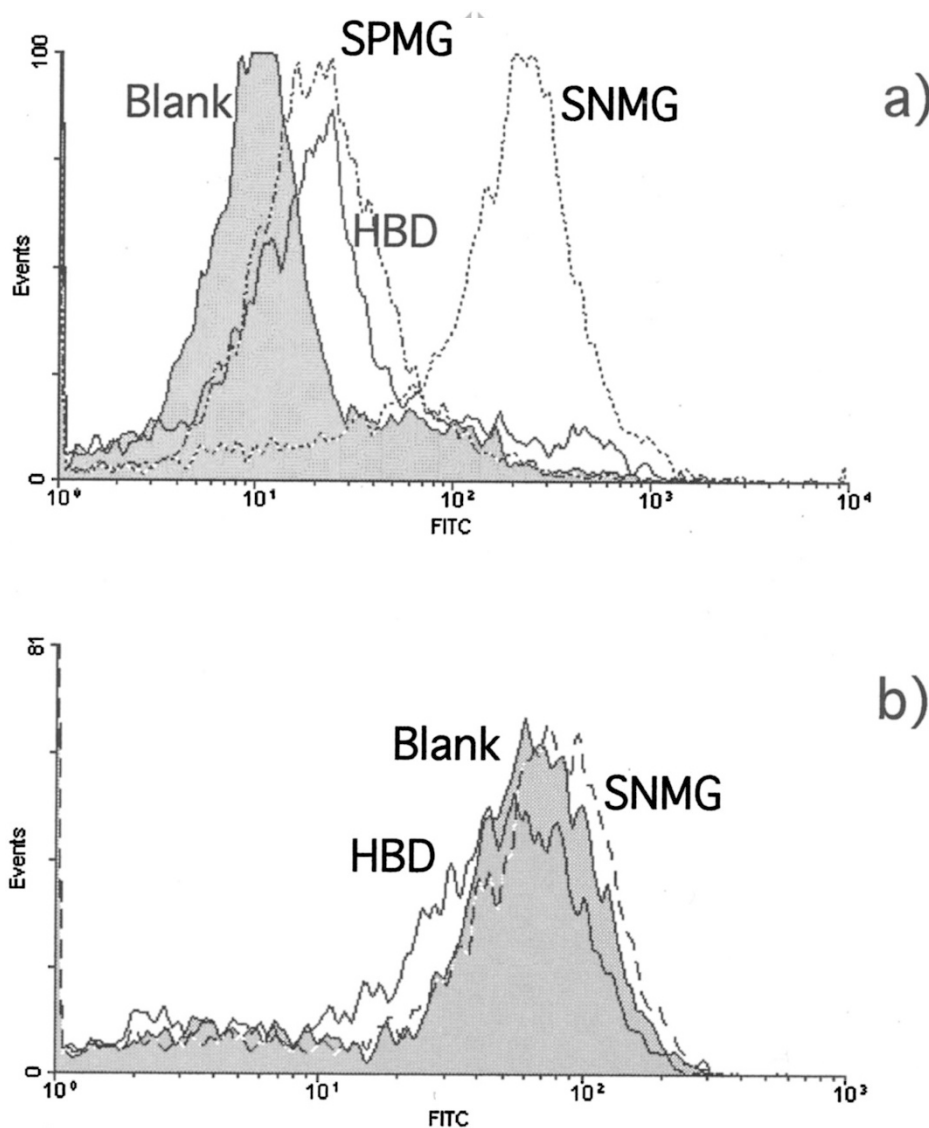 SPMG
100
Blank
SNMG
a)
HBD
Events
0
10⁰ 10¹ 10² 10³ 10⁴
FITC
81
b)
Blank
SNMG
HBD
Events
0
10⁰ 10¹ 10² 10³
FITC